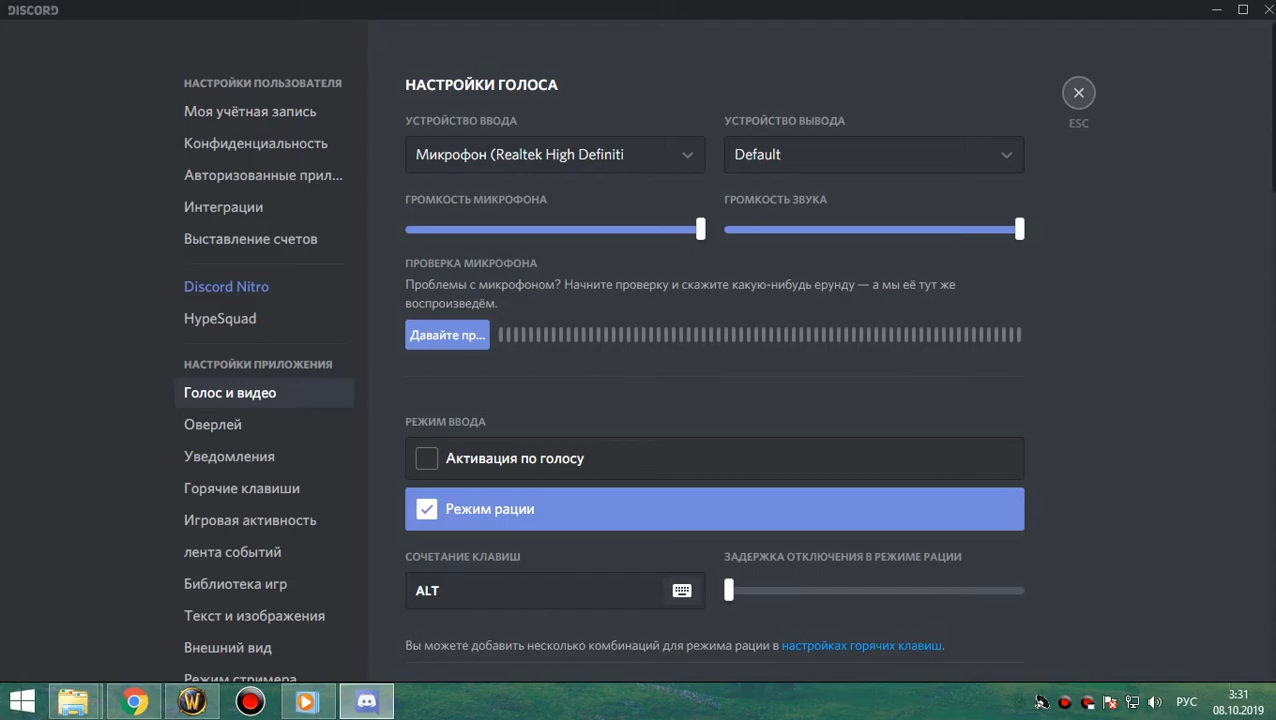 DISCORD
НАСТРОЙКИ ПОЛЬЗОВАТЕЛЯ
Моя учётная запись
Конфиденциальность
Авторизованные прил...
Интеграции
Выставление счетов
Discord Nitro
HypeSquad
НАСТРОЙКИ ПРИЛОЖЕНИЯ
Голос и видео
Оверлей
Уведомления
Горячие клавиши
Игровая активность
лента событий
Библиотека игр
Текст и изображения
Внешний вид
Режим стримера
НАСТРОЙКИ ГОЛОСА
УСТРОЙСТВО ВВОДА
УСТРОЙСТВО ВЫВОДА
Микрофон (Realtek High Definiti
Default
ГРОМКОСТЬ МИКРОФОНА
ГРОМКОСТЬ ЗВУКА
ПРОВЕРКА МИКРОФОНА
Проблемы с микрофоном? Начните проверку и скажите какую-нибудь ерунду — а мы её тут же
воспроизведём.
Давайте пр...
РЕЖИМ ВВОДА
Активация по голосу
Режим рации
СОЧЕТАНИЕ КЛАВИШ
ЗАДЕРЖКА ОТКЛЮЧЕНИЯ В РЕЖИМЕ РАЦИИ
ALT
Вы можете добавить несколько комбинаций для режима рации в настройках горячих клавиш.
ESC
РУС
3:31
08.10.2019